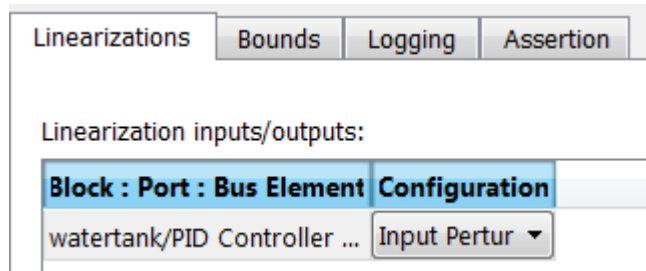 Linearizations Bounds Logging Assertion
Linearization inputs/outputs:
Block : Port : Bus Element Configuration
watertank/PID Controller ... Input Pertur